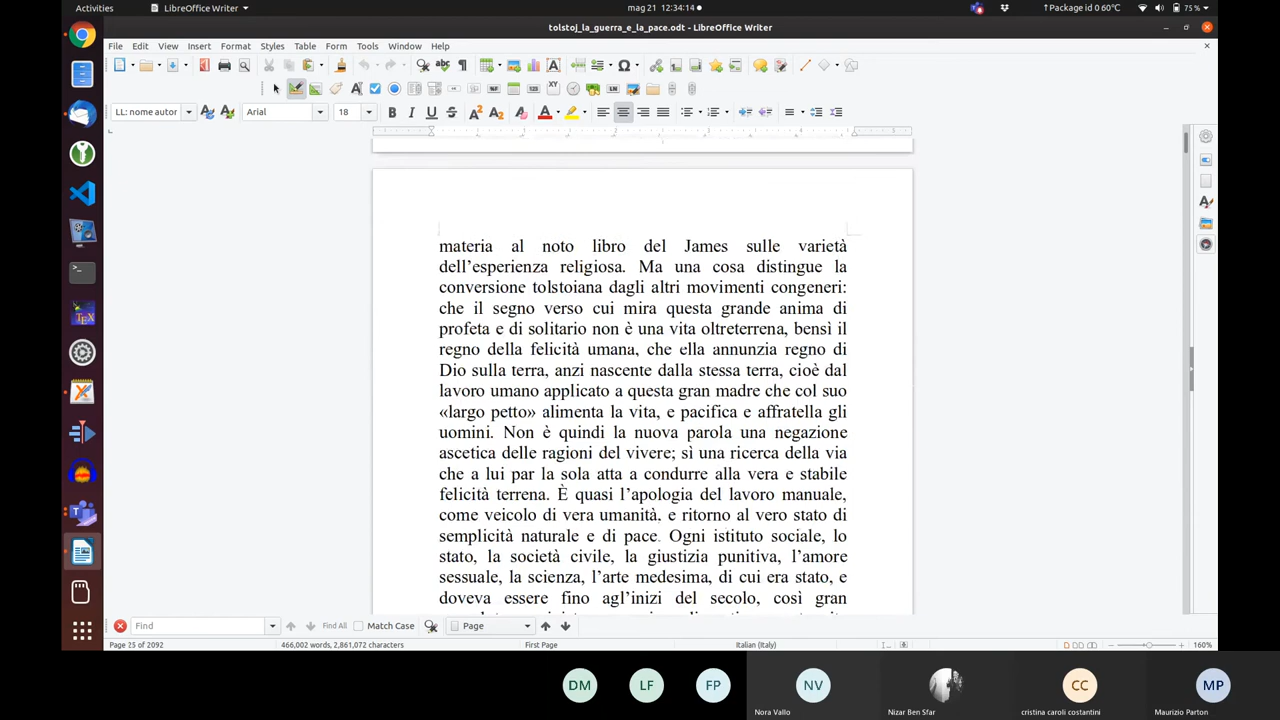 Activities LibreOffice Writer mag 21 12:34:14 Package id 0 60°C 75 %
tolstoj_la_guerra_e_la_pace.odt - LibreOffice Writer
File Edit View Insert Format Styles Table Form Tools Window Help
LL: nome autor Arial 18
materia al noto libro del James sulle varietà
dell’esperienza religiosa. Ma una cosa distingue la
conversione tolstoiana dagli altri movimenti congeneri:
che il segno verso cui mira questa grande anima di
profeta e di solitario non è una vita oltreterrena, bensì il
regno della felicità umana, che ella annunzia regno di
Dio sulla terra, anzi nascente dalla stessa terra, cioè dal
lavoro umano applicato a questa gran madre che col suo
«largo petto» alimenta la vita, e pacifica e affratella gli
uomini. Non è quindi la nuova parola una negazione
ascetica delle ragioni del vivere; sì una ricerca della via
che a lui par la sola atta a condurre alla vera e stabile
felicità terrena. È quasi l’apologia del lavoro manuale,
come veicolo di vera umanità, e ritorno al vero stato di
semplicità naturale e di pace. Ogni istituto sociale, lo
stato, la società civile, la giustizia punitiva, l’amore
sessuale, la scienza, l’arte medesima, di cui era stato, e
doveva essere fino agl’inizi del secolo, così gran
Find Find All Match Case Page
Page 25 of 2092 466,002 words, 2,861,072 characters First Page Italian (Italy) 160%
DM LF FP NV CC MP
Nora Vallo Nizar Ben Sfar cristina caroli costantini Maurizio Parton